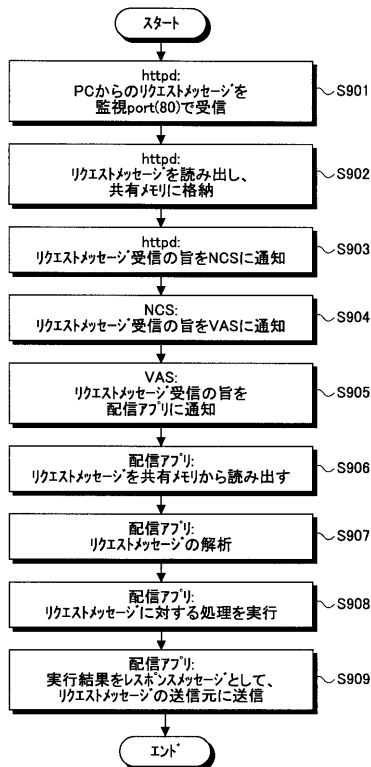 スタート
httpd:
PCからのリクエストメッセージを
監視port(80)で受信
S901
httpd:
リクエストメッセージを読み出し、
共有メモリに格納
S902
httpd:
リクエストメッセージ受信の旨をNCSに通知
S903
NCS:
リクエストメッセージ受信の旨をVASに通知
S904
VAS:
リクエストメッセージ受信の旨を
配信アプリに通知
S905
配信アプリ:
リクエストメッセージを共有メモリから読み出す
S906
配信アプリ:
リクエストメッセージの解析
S907
配信アプリ:
リクエストメッセージに対する処理を実行
S908
配信アプリ:
実行結果をレスポンスメッセージとして、
リクエストメッセージの送信元に送信
S909
エンド